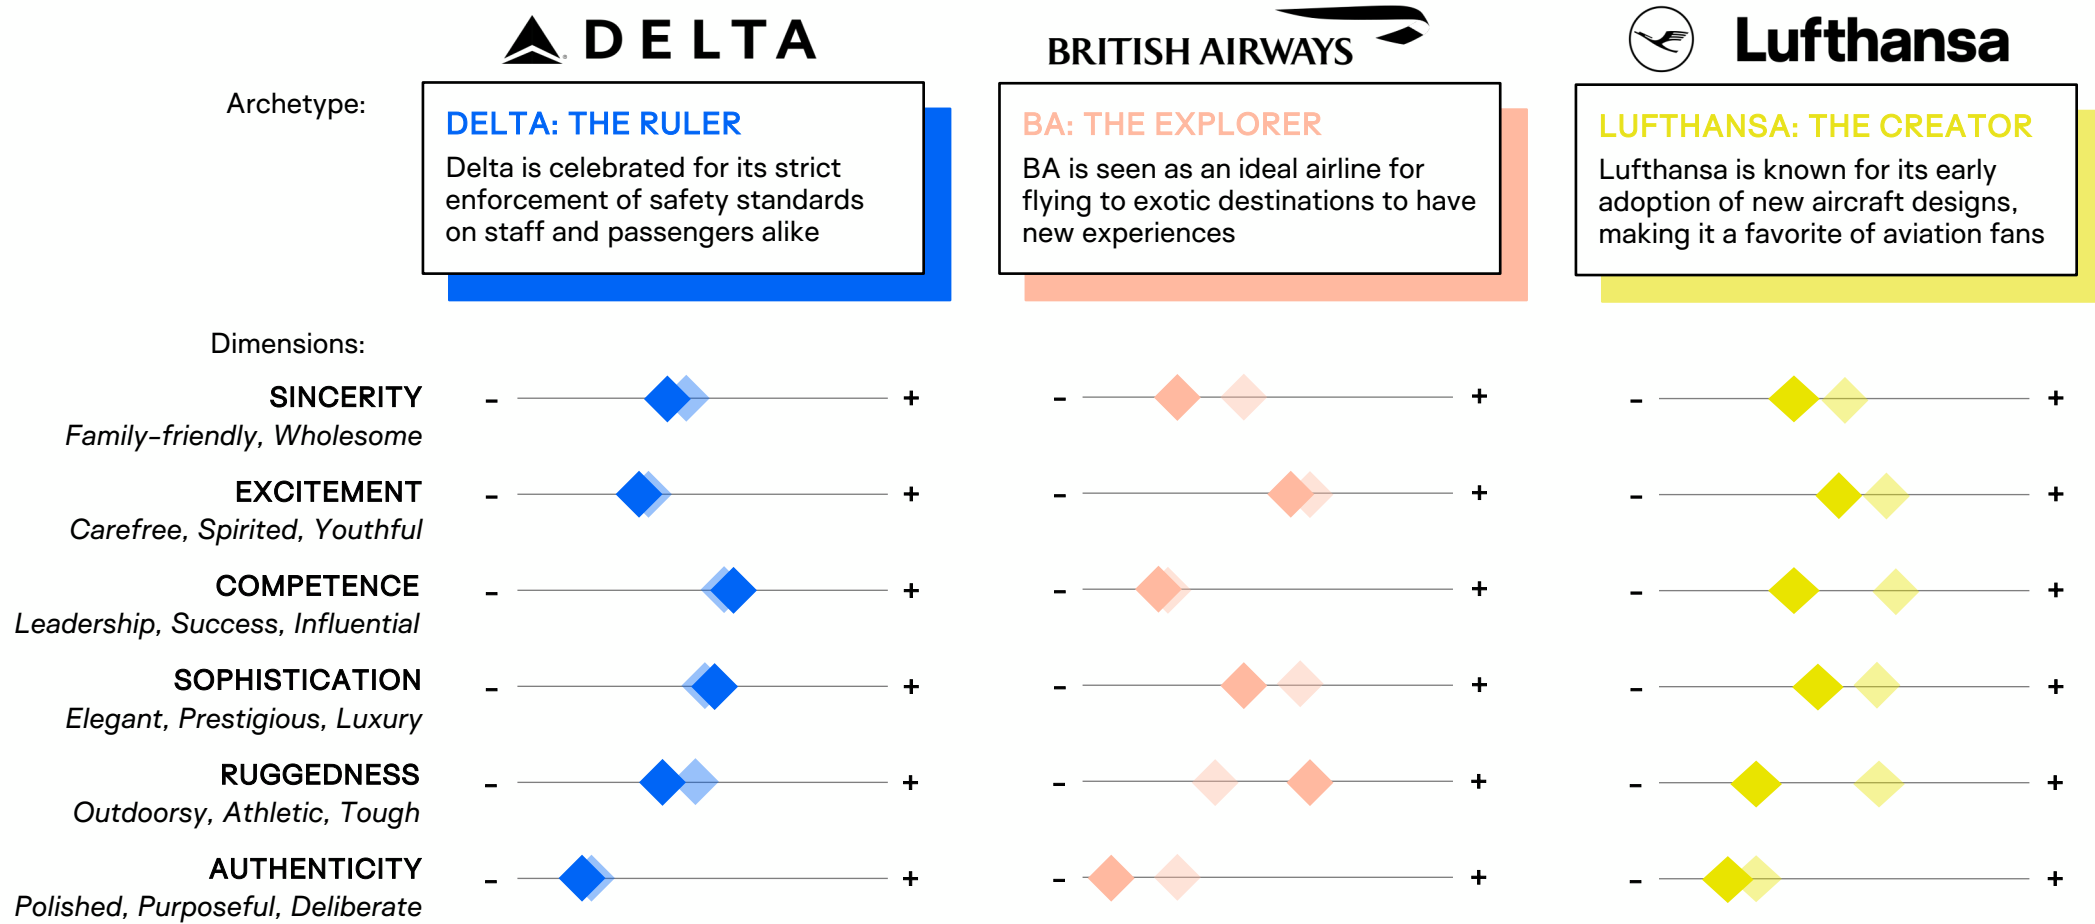 DELTA
BRITISH AIRWAYS
Lufthansa
Archetype:
DELTA: THE RULER
Delta is celebrated for its strict
enforcement of safety standards
on staff and passengers alike
BA: THE EXPLORER
BA is seen as an ideal airline for
flying to exotic destinations to have
new experiences
LUFTHANSA: THE CREATOR
Lufthansa is known for its early
adoption of new aircraft designs,
making it a favorite of aviation fans
Dimensions:
SINCERITY
Family-friendly, Wholesome
- +
- +
- +
EXCITEMENT
Carefree, Spirited, Youthful
- +
- +
- +
COMPETENCE
Leadership, Success, Influential
- +
- +
- +
SOPHISTICATION
Elegant, Prestigious, Luxury
- +
- +
- +
RUGGEDNESS
Outdoorsy, Athletic, Tough
- +
- +
- +
AUTHENTICITY
Polished, Purposeful, Deliberate
- +
- +
- +